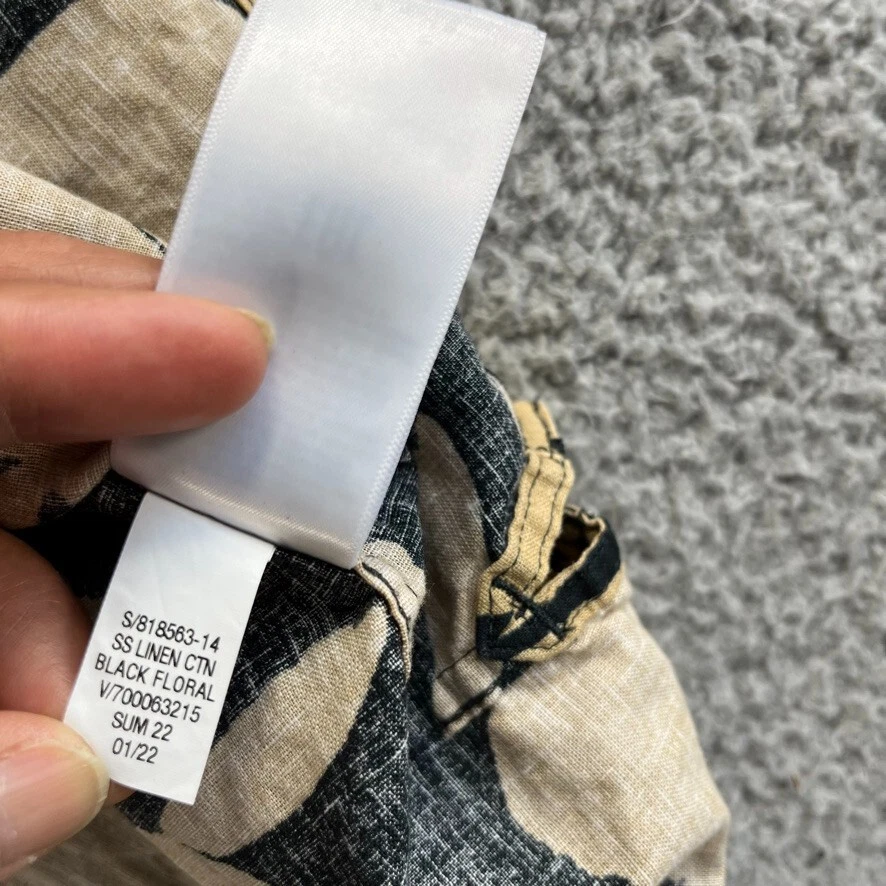 S/818563-14
SS LINEN CTN
BLACK FLORAL
V/700063215
SUM 22
01/22